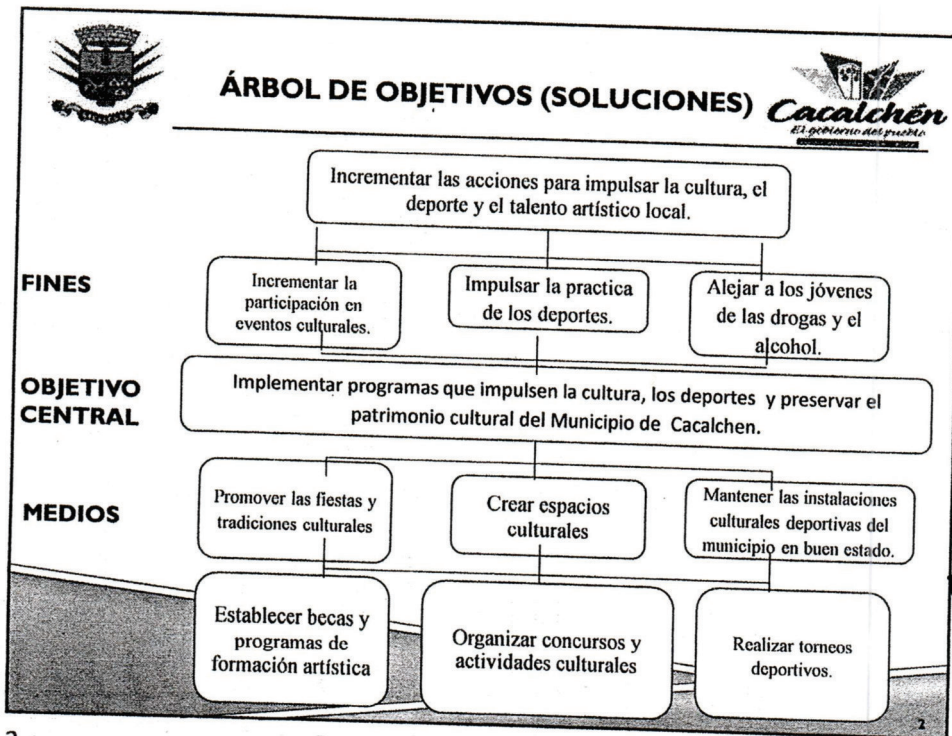 ÁRBOL DE OBJETIVOS (SOLUCIONES)
Cacalchén
El gobierno del pueblo
Incrementar las acciones para impulsar la cultura, el
deporte y el talento artístico local.
FINES
Incrementar la
participación en
eventos culturales.
Impulsar la practica
de los deportes.
Alejar a los jóvenes
de las drogas y el
alcohol.
OBJETIVO
CENTRAL
Implementar programas que impulsen la cultura, los deportes y preservar el
patrimonio cultural del Municipio de Cacalchen.
MEDIOS
Promover las fiestas y
tradiciones culturales
Crear espacios
culturales
Mantener las instalaciones
culturales deportivas del
municipio en buen estado.
Establecer becas y
programas de
formación artística
Organizar concursos y
actividades culturales
Realizar torneos
deportivos.
2